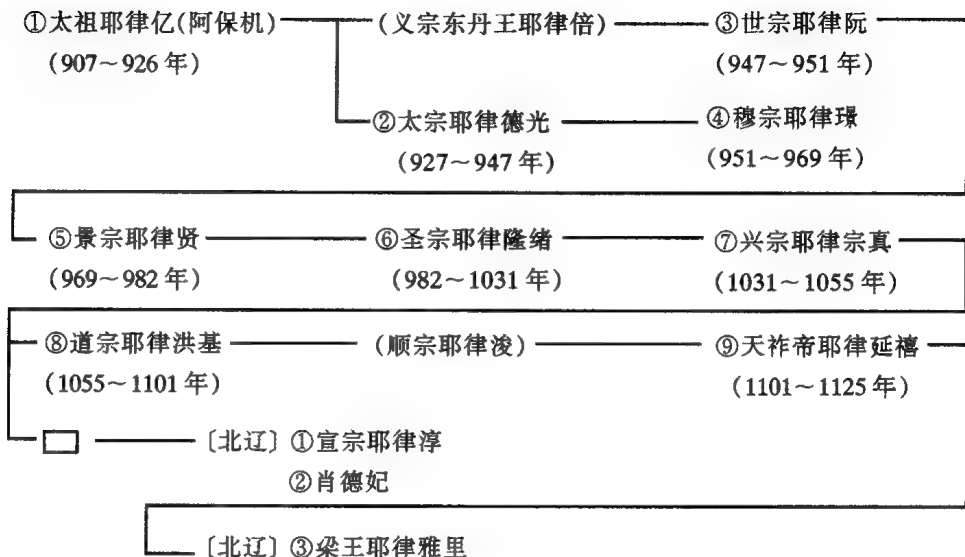 ①太祖耶律亿(阿保机) (义宗东丹王耶律倍) ③世宗耶律阮
(907~926年) (947~951年)
②太宗耶律德光 ④穆宗耶律璟
(927~947年) (951~969年)
⑤景宗耶律贤 ⑥圣宗耶律隆绪 ⑦兴宗耶律宗真
(969~982年) (982~1031年) (1031~1055年)
⑧道宗耶律洪基 (顺宗耶律浚) ⑨天祚帝耶律延禧
(1055~1101年) (1101~1125年)
〔北辽〕①宣宗耶律淳
②肖德妃
〔北辽〕③梁王耶律雅里